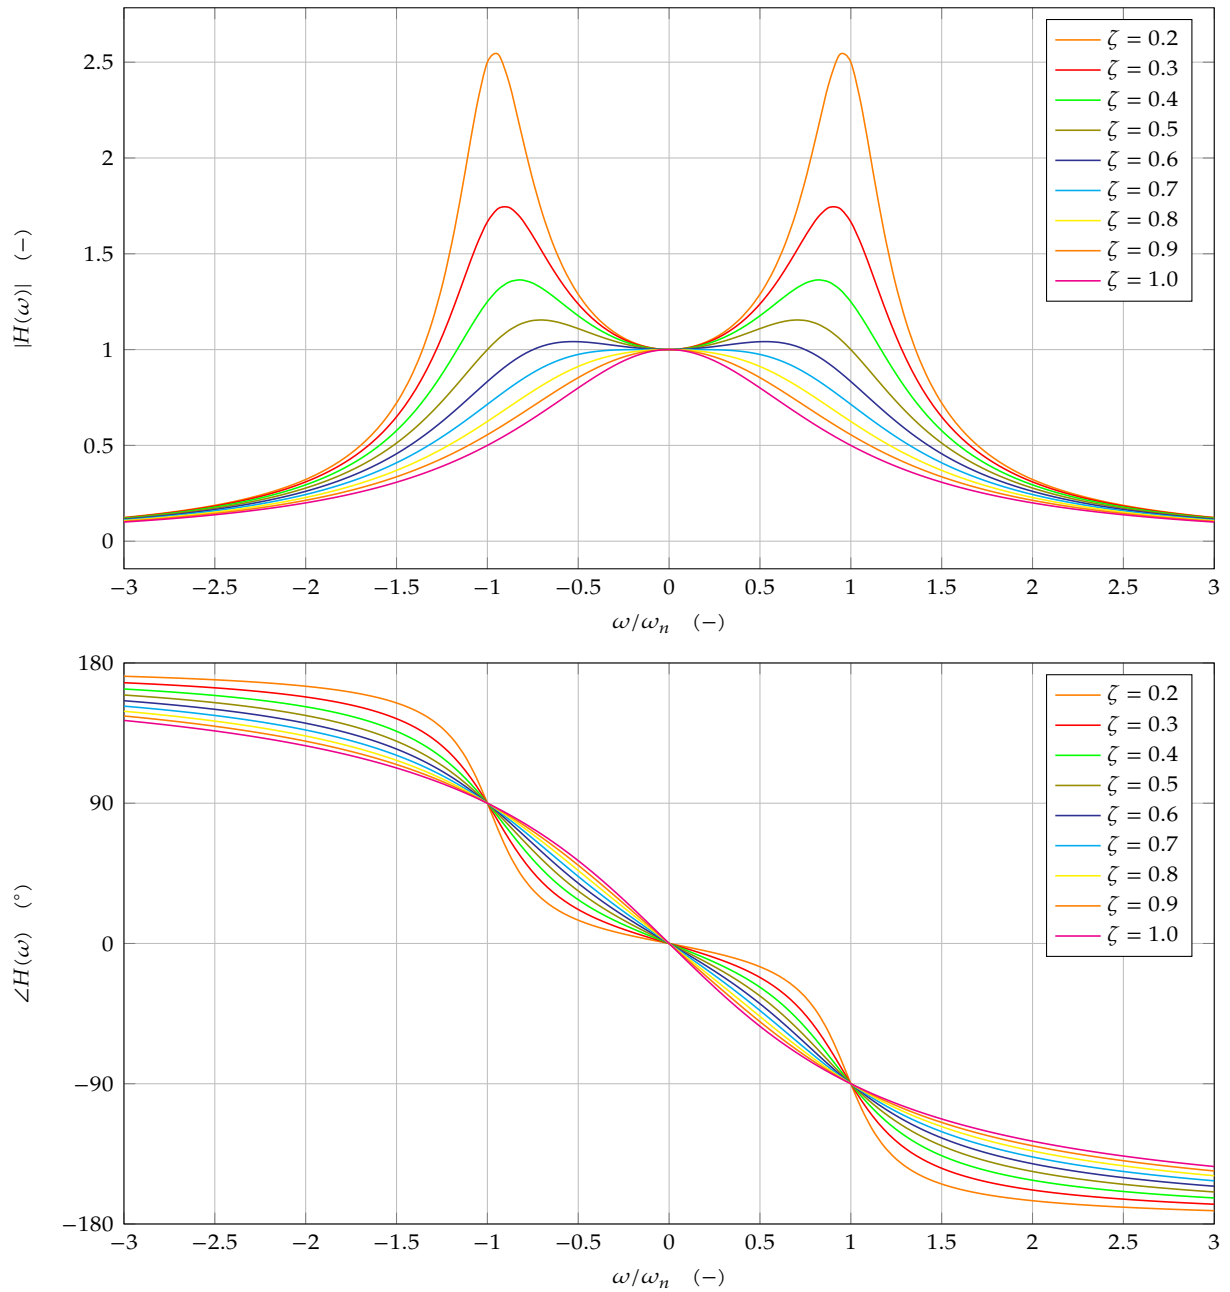 2.5
2
1.5
1
0.5
0
|H(ω)| (−)
−3 −2.5 −2 −1.5 −1 −0.5 0 0.5 1 1.5 2 2.5 3
ω/ωn (−)
ζ = 0.2
ζ = 0.3
ζ = 0.4
ζ = 0.5
ζ = 0.6
ζ = 0.7
ζ = 0.8
ζ = 0.9
ζ = 1.0
180
90
0
−90
−180
∠H(ω) (°)
−3 −2.5 −2 −1.5 −1 −0.5 0 0.5 1 1.5 2 2.5 3
ω/ωn (−)
ζ = 0.2
ζ = 0.3
ζ = 0.4
ζ = 0.5
ζ = 0.6
ζ = 0.7
ζ = 0.8
ζ = 0.9
ζ = 1.0